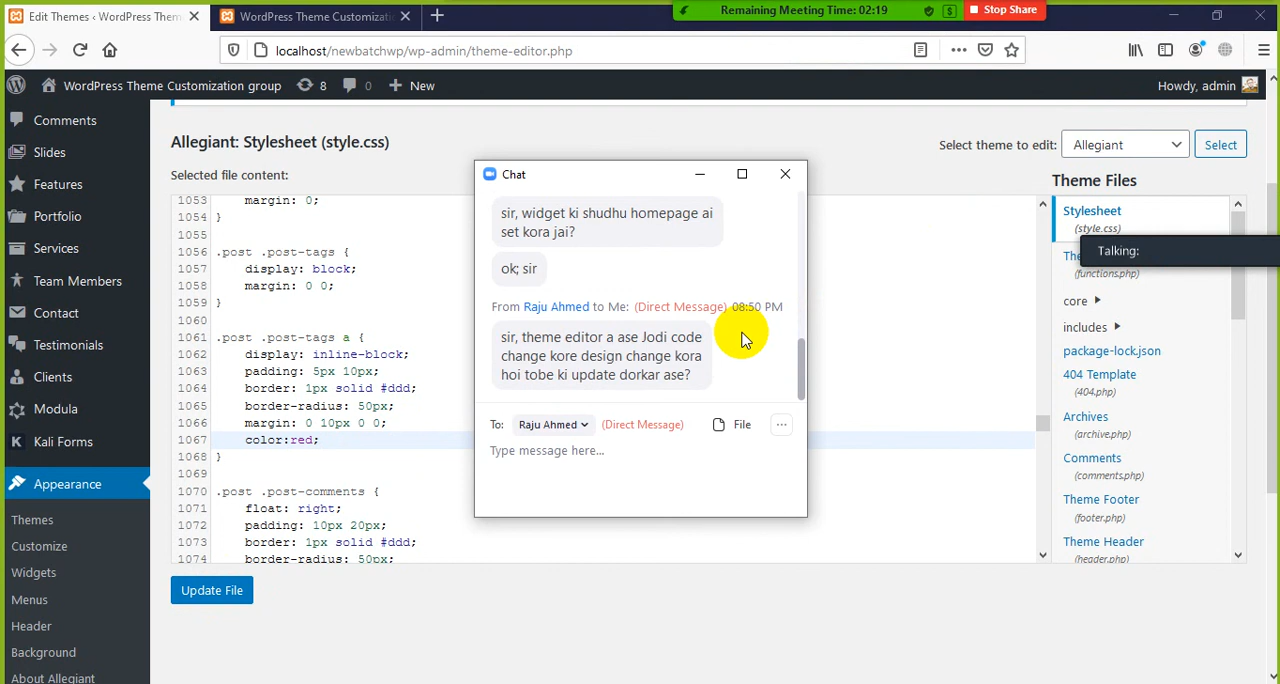 Edit Themes ‹ WordPress Them
WordPress Theme Customizati
Remaining Meeting Time: 02:19
Stop Share
localhost/newbatchwp/wp-admin/theme-editor.php
WordPress Theme Customization group
8
0
New
Howdy, admin
Comments
Slides
Features
Portfolio
Services
Team Members
Contact
Testimonials
Clients
Modula
Kali Forms
Appearance
Themes
Customize
Widgets
Menus
Header
Background
About Allegiant
Allegiant: Stylesheet (style.css)
Select theme to edit:
Allegiant
Select
Selected file content:
1053 margin: 0;
1054 }
1055
1056 .post .post-tags {
1057 display: block;
1058 margin: 0 0;
1059 }
1060
1061 .post .post-tags a {
1062 display: inline-block;
1063 padding: 5px 10px;
1064 border: 1px solid #ddd;
1065 border-radius: 50px;
1066 margin: 0 10px 0 0;
1067 color:red;
1068 }
1069
1070 .post .post-comments {
1071 float: right;
1072 padding: 10px 20px;
1073 border: 1px solid #ddd;
1074 border-radius: 50px;
Update File
Chat
sir, widget ki shudhu homepage ai
set kora jai?
ok; sir
From Raju Ahmed to Me: (Direct Message) 08:50 PM
sir, theme editor a ase Jodi code
change kore design change kora
hoi tobe ki update dorkar ase?
To: Raju Ahmed (Direct Message)
File
Type message here...
Theme Files
Stylesheet
(style.css)
Talking:
(functions.php)
core
includes
package-lock.json
404 Template
(404.php)
Archives
(archive.php)
Comments
(comments.php)
Theme Footer
(footer.php)
Theme Header
(header.php)